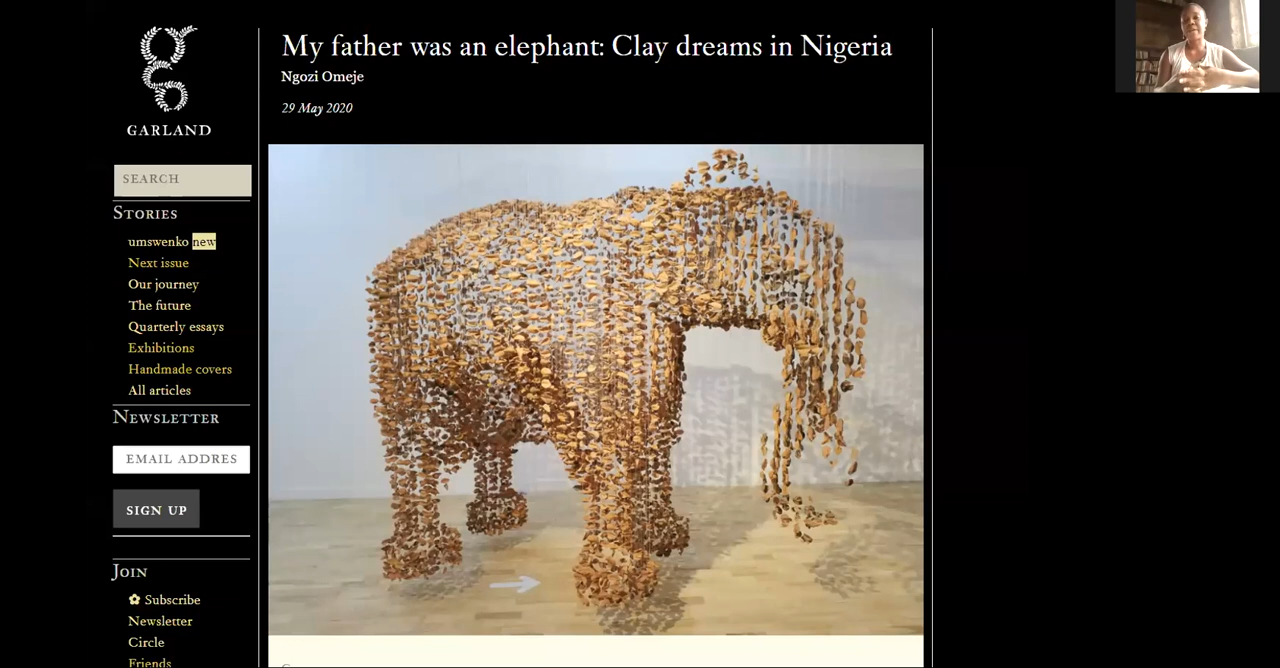 GARLAND
SEARCH
STORIES
umswenko new
Next issue
Our journey
The future
Quarterly essays
Exhibitions
Handmade covers
All articles
NEWSLETTER
EMAIL ADDRES
SIGN UP
JOIN
✿ Subscribe
Newsletter
Circle
Friends
My father was an elephant: Clay dreams in Nigeria
Ngozi Omeje
29 May 2020